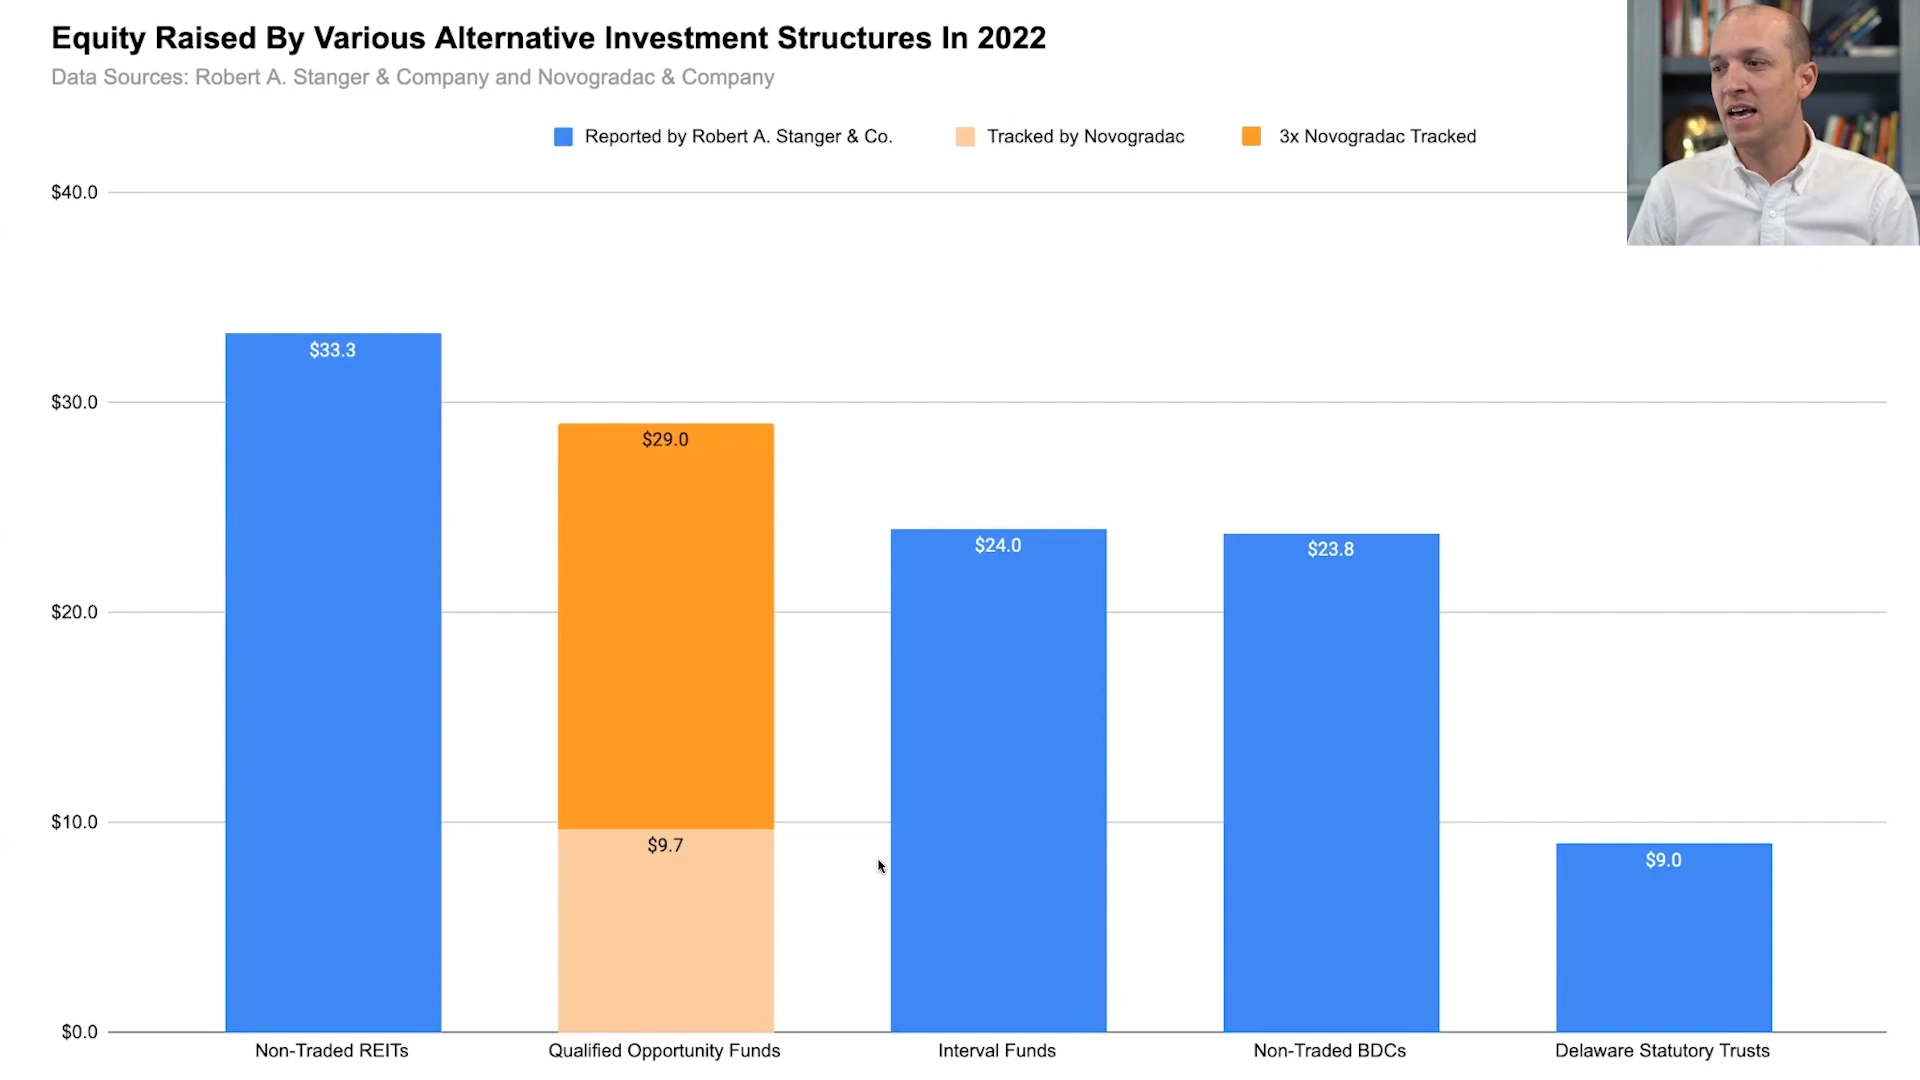 Equity Raised By Various Alternative Investment Structures In 2022
Data Sources: Robert A. Stanger & Company and Novogradac & Company
Reported by Robert A. Stanger & Co.
Tracked by Novogradac
3x Novogradac Tracked
$40.0
$30.0
$20.0
$10.0
$0.0
$33.3
$29.0
$9.7
$24.0
$23.8
$9.0
Non-Traded REITs
Qualified Opportunity Funds
Interval Funds
Non-Traded BDCs
Delaware Statutory Trusts